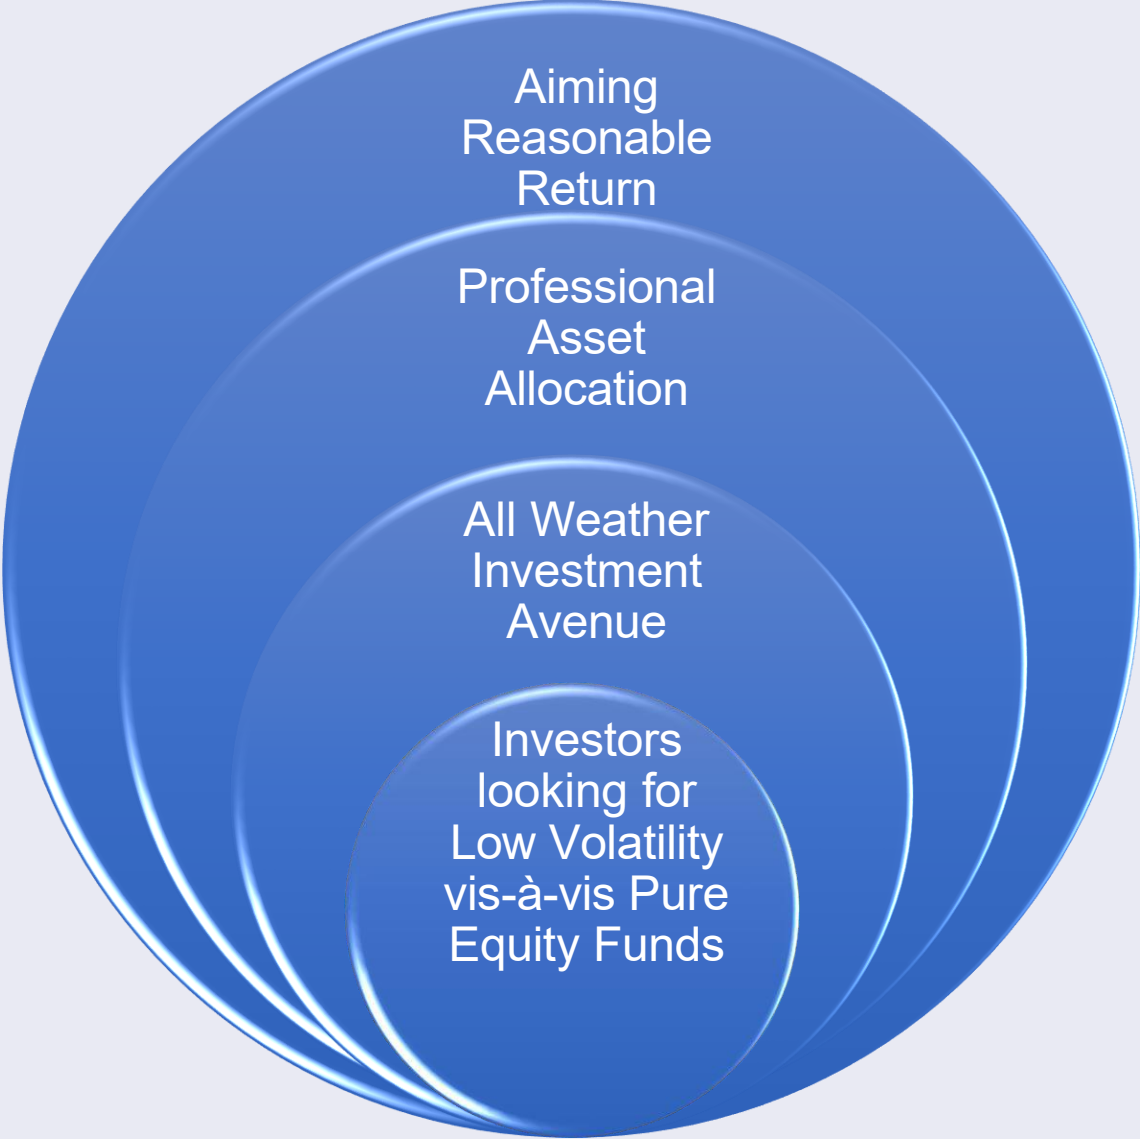 Aiming
Reasonable
Return
Professional
Asset
Allocation
All Weather
Investment
Avenue
Investors
looking for
Low Volatility
vis-à-vis Pure
Equity Funds